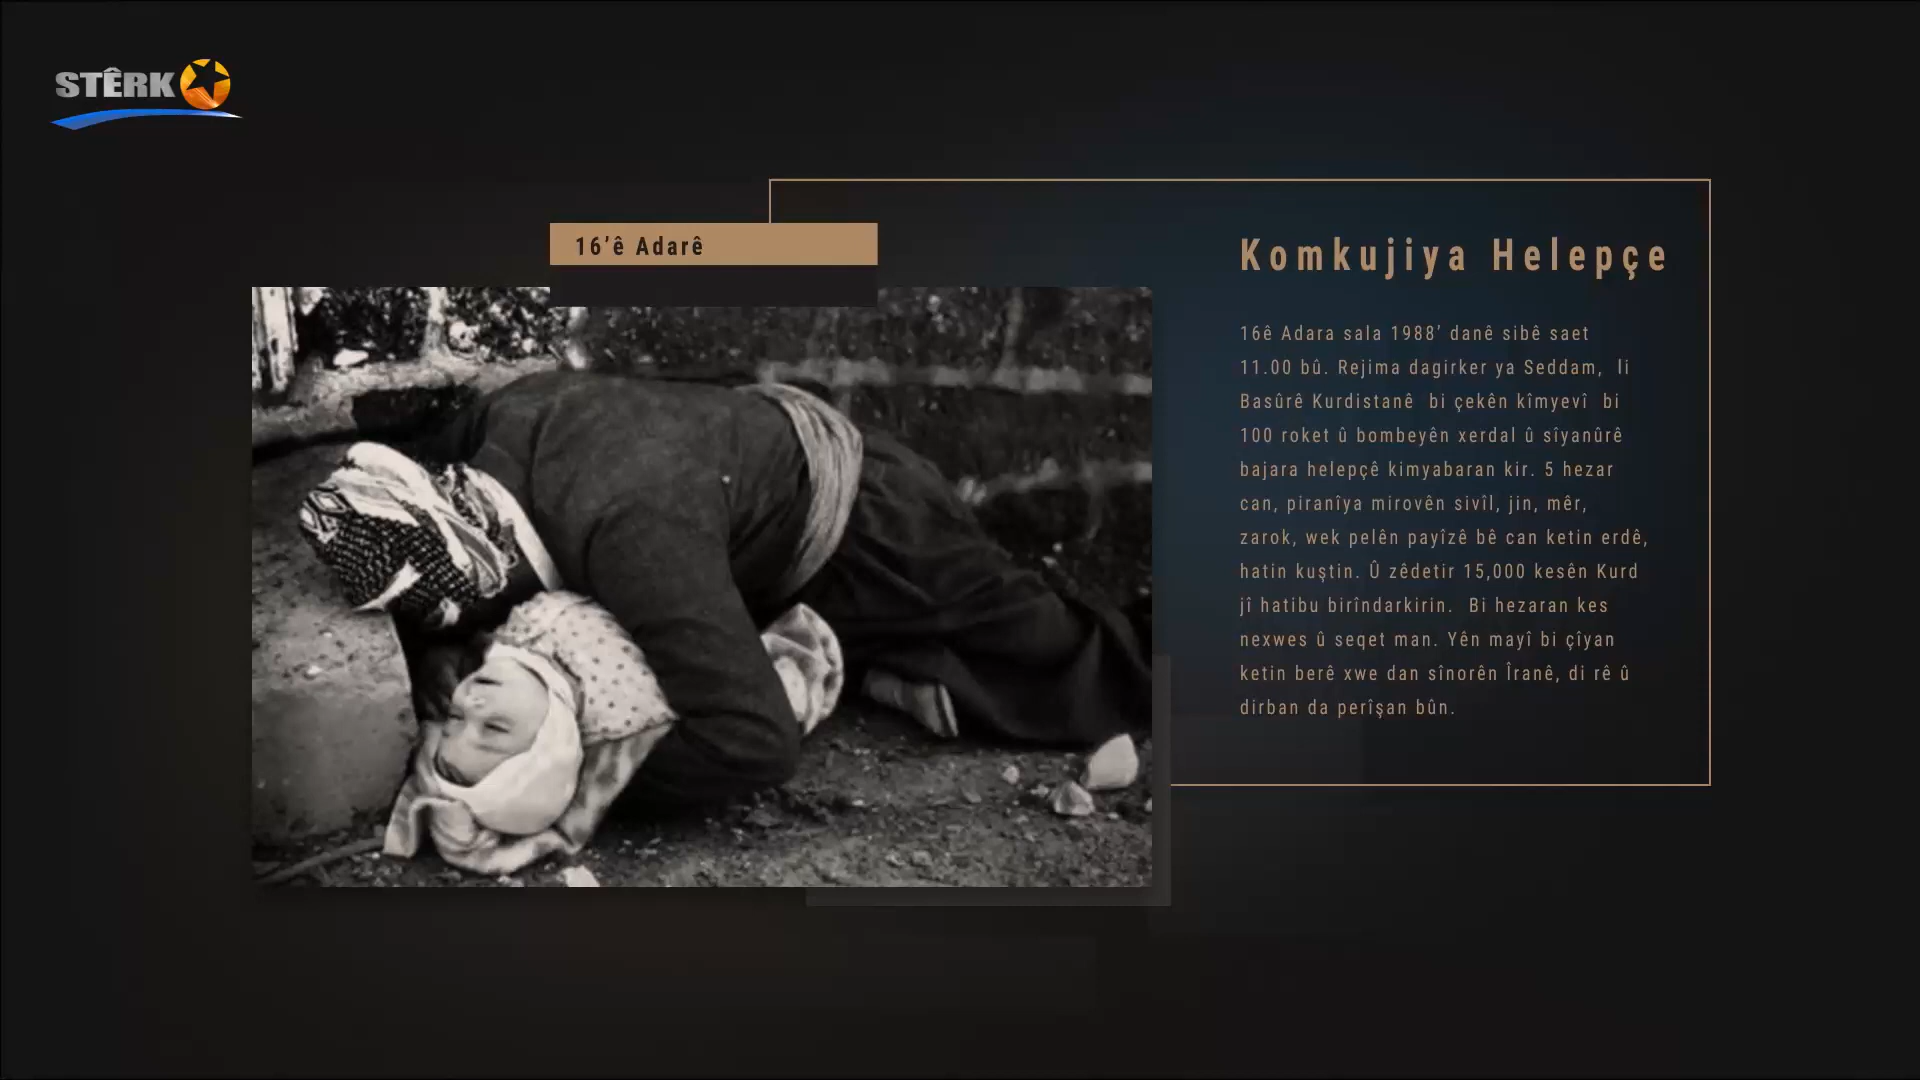 STÊRK
16’ê Adarê
Komkujiya Helepçe
16ê Adara sala 1988’ danê sibê saet
11.00 bû. Rejima dagirker ya Seddam, li
Basûrê Kurdistanê bi çekên kîmyevî bi
100 roket û bombeyên xerdal û sîyanûrê
bajara helepçê kimyabaran kir. 5 hezar
can, piranîya mirovên sivîl, jin, mêr,
zarok, wek pelên payîzê bê can ketin erdê,
hatin kuştin. Û zêdetir 15,000 kesên Kurd
jî hatibu birîndarkirin. Bi hezaran kes
nexwes û seqet man. Yên mayî bi çîyan
ketin berê xwe dan sînorên Îranê, di rê û
dirban da perîşan bûn.